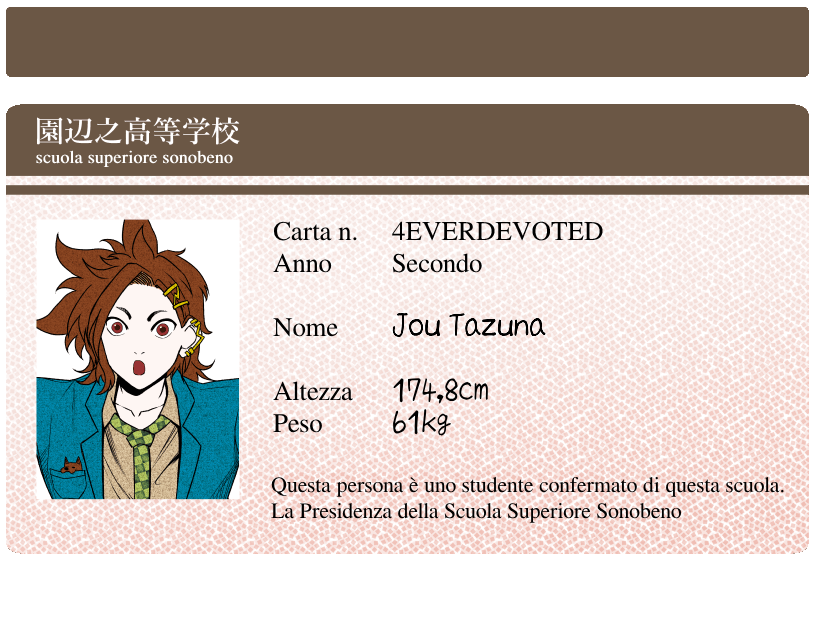 園辺之高等学校
scuola superiore sonobeno
Carta n. 4EVERDEVOTED
Anno Secondo
Nome Jou Tazuna
Altezza 174,8cm
Peso 61kg
Questa persona è uno studente confermato di questa scuola.
La Presidenza della Scuola Superiore Sonobeno